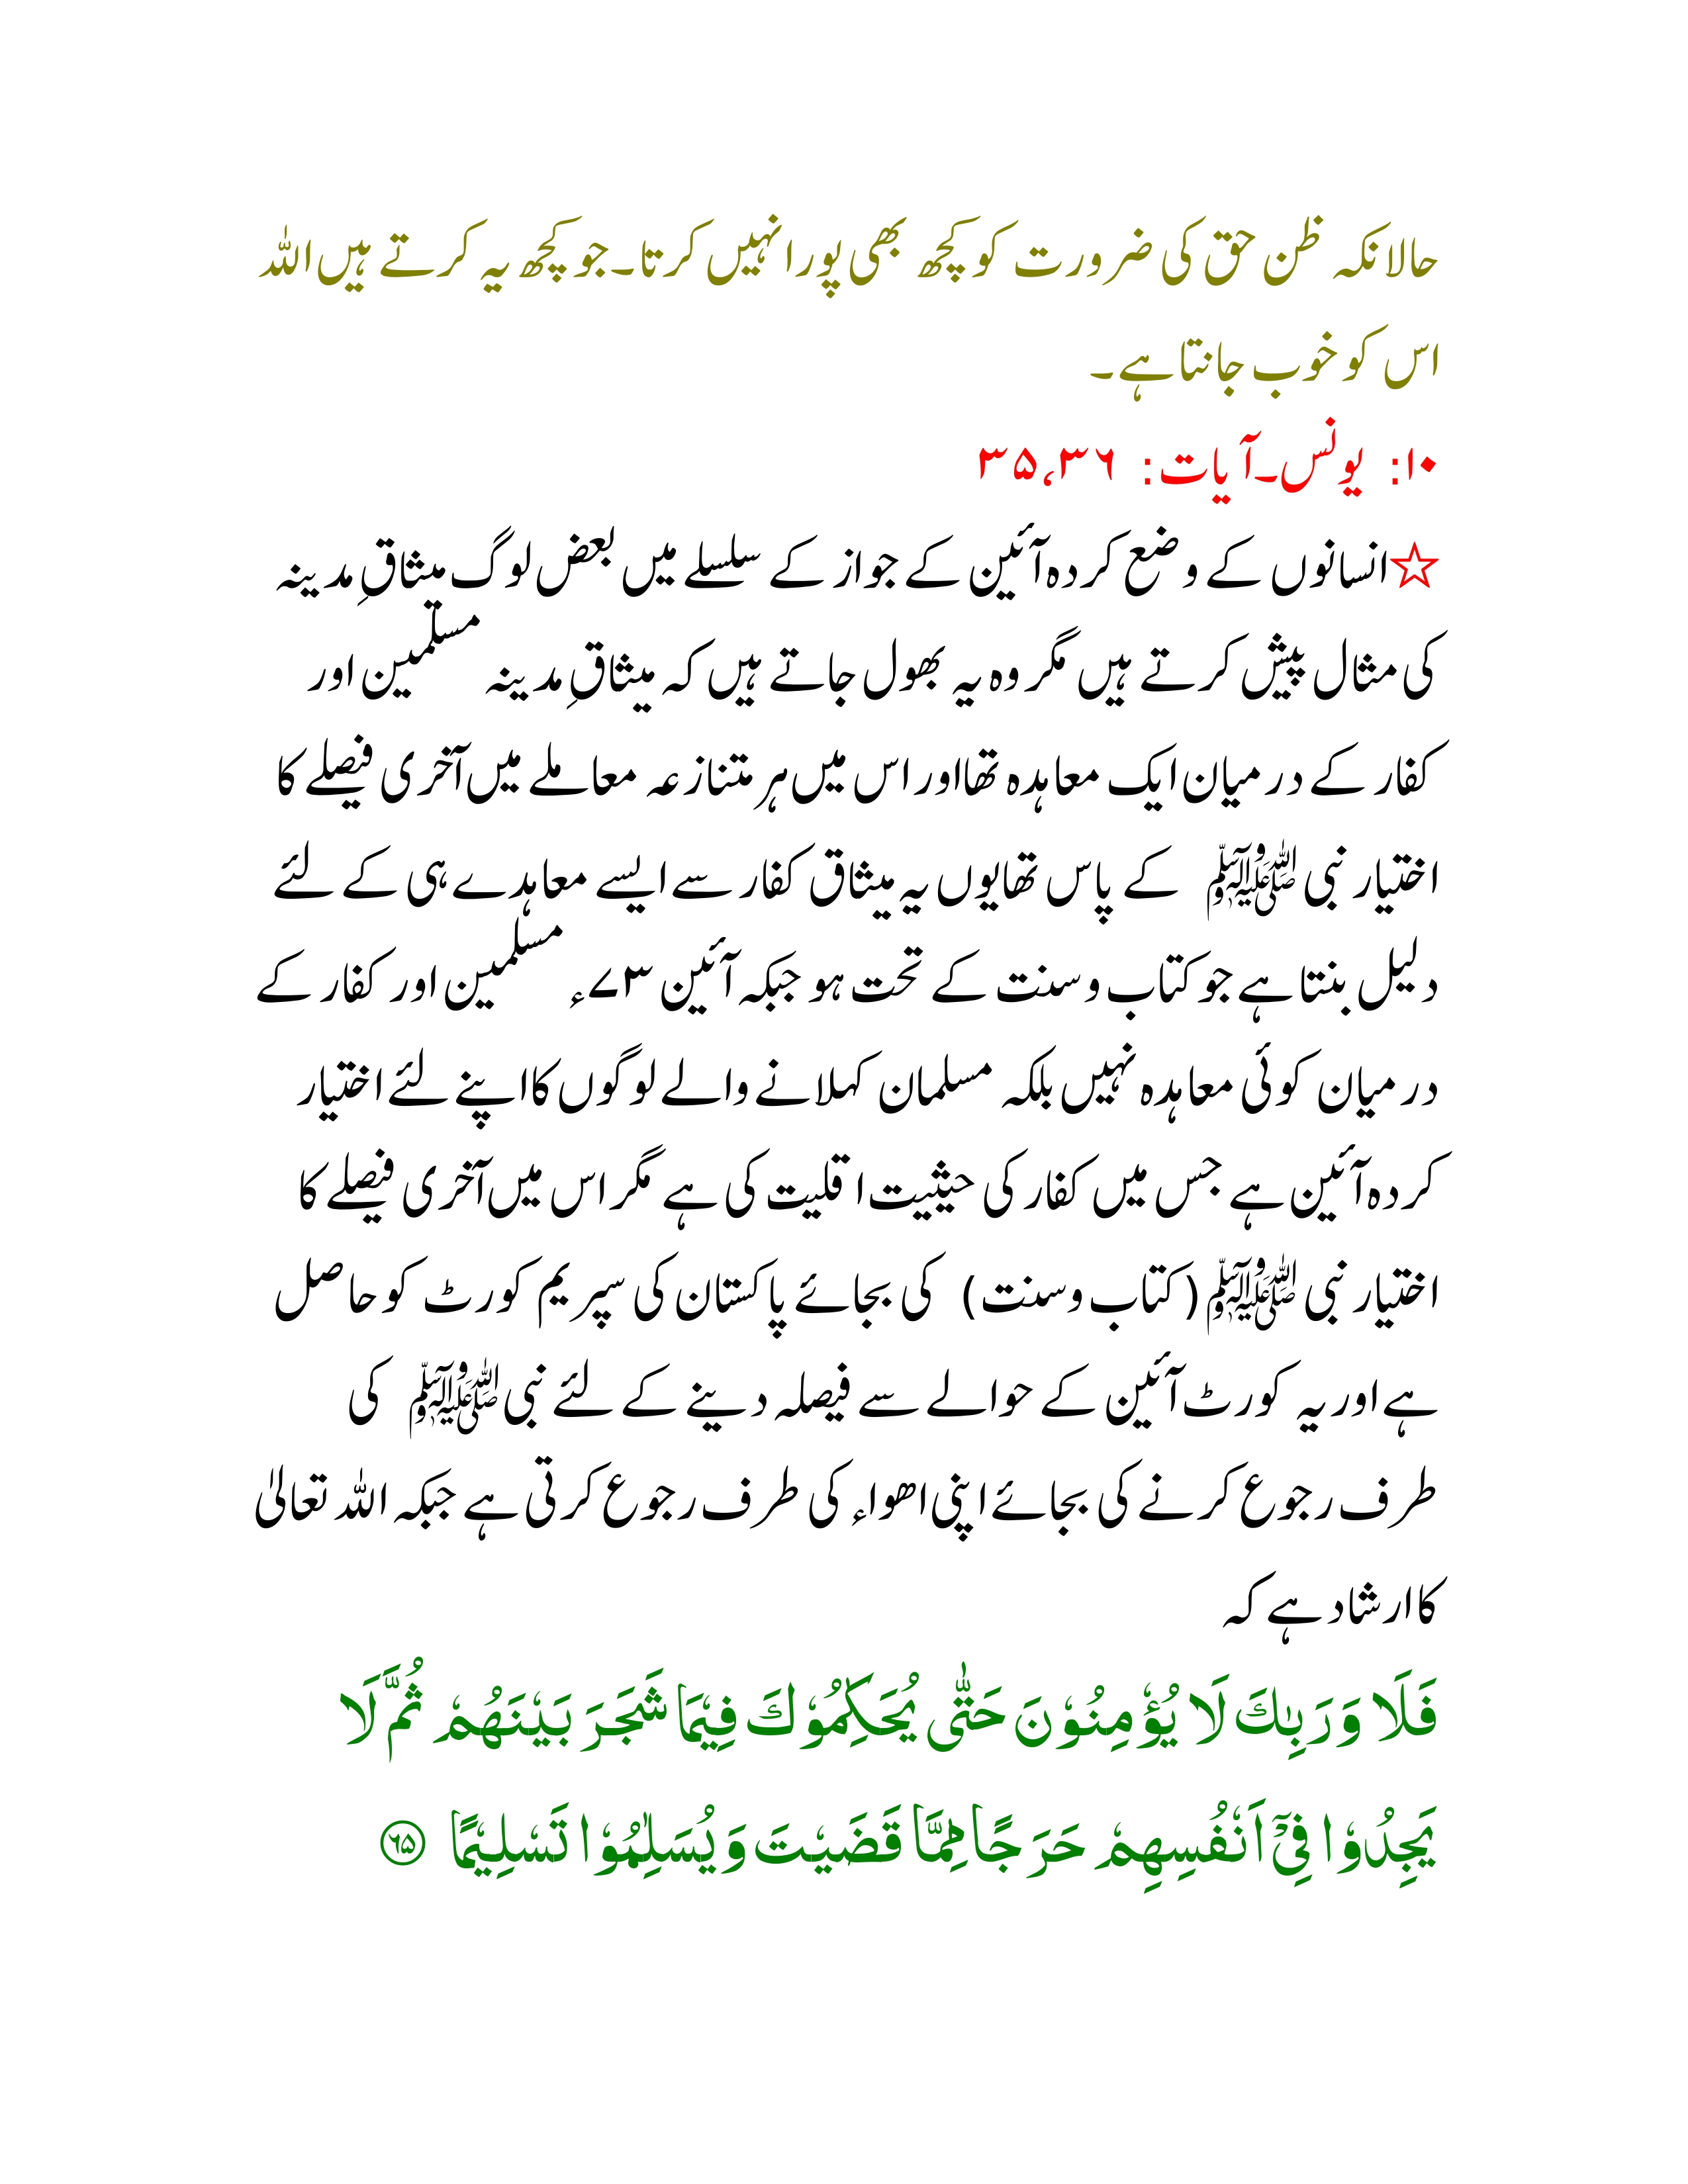 حالانکہ ظن حق کی ضرورت کو کچھ بھی پورا نہیں کرتا۔جو کچھ یہ کرتے ہیں اللہ
اس کو خوب جانتا ہے۔
۱۰: یونس۔آیات: ۳۵،۳۶
☆انسانوں کے وضع کردہ آئین کے جواز کے سلسلے میں بعض لوگ میثاقِ مدینہ
کی مثال پیش کرتے ہیں مگر وہ یہ بھول جاتے ہیں کہ میثاقِ مدینہ مسلمین اور
کفار کے درمیان ایک معاہدہ تھا اور اس میں ہر متنازعہ معاملے میں آخری فیصلے کا
اختیار نبی ﷺ کے پاس تھا یوں یہ میثاق کفار سے ایسے معاہدے ہی کے لئے
دلیل بنتا ہے جو کتاب و سنت کے تحت ہو جبکہ آئین ۷۳ء مسلمین اور کفار کے
درمیان کوئی معاہدہ نہیں بلکہ مسلمان کہلانے والے لوگوں کا اپنے لئے اختیار
کردہ آئین ہے جس میں کفار کی حیثیت اقلیت کی ہے مگر اس میں آخری فیصلے کا
اختیار نبی ﷺ (کتاب و سنت) کی بجائے پاکستان کی سپریم کورٹ کو حاصل
ہے اور یہ کورٹ آئین کے حوالے سے فیصلہ دینے کے لئے نبی ﷺ کی
طرف رجوع کرنے کی بجائے اپنی اھواء کی طرف رجوع کرتی ہے جبکہ اللہ تعالیٰ
کا ارشاد ہے کہ
فَلَا وَرَبِّكَ لَا يُؤْمِنُوْنَ حَتّٰى يُحَكِّمُوْكَ فِيْمَا شَجَرَ بَيْنَهُمْ ثُمَّ لَا
يَجِدُوْا فِيْٓ اَنْفُسِهِمْ حَرَجًا مِّمَّا قَضَيْتَ وَيُسَلِّمُوْا تَسْلِيْمًا ۶۵